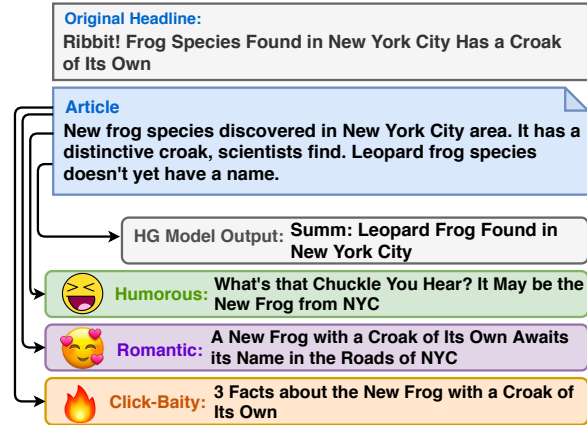 Original Headline:
Ribbit! Frog Species Found in New York City Has a Croak
of Its Own
Article
New frog species discovered in New York City area. It has a
distinctive croak, scientists find. Leopard frog species
doesn't yet have a name.
HG Model Output: Summ: Leopard Frog Found in
New York City
Humorous: What's that Chuckle You Hear? It May be the
New Frog from NYC
Romantic: A New Frog with a Croak of Its Own Awaits
its Name in the Roads of NYC
Click-Baity: 3 Facts about the New Frog with a Croak of
Its Own